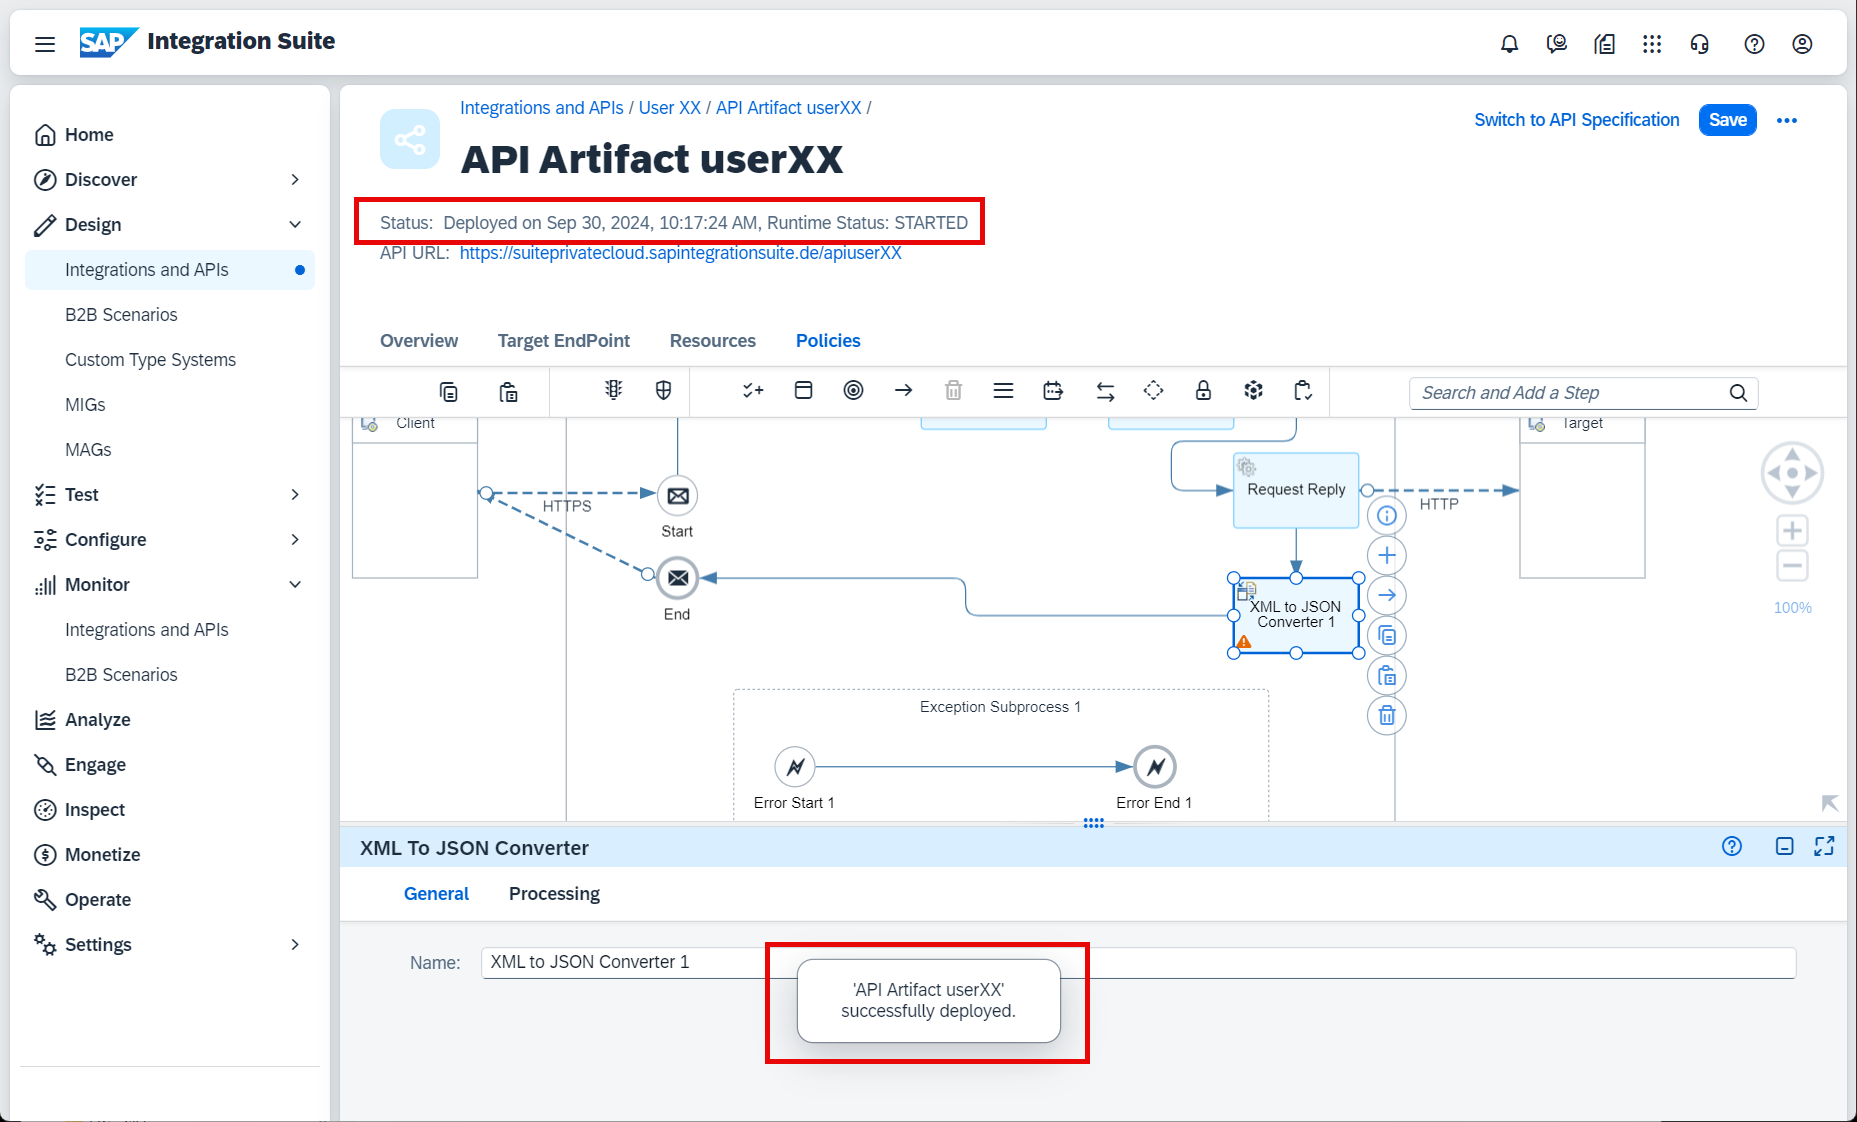 SAP Integration Suite
Home
Discover
Design
Integrations and APIs
B2B Scenarios
Custom Type Systems
MIGs
MAGs
Test
Configure
Monitor
Integrations and APIs
B2B Scenarios
Analyze
Engage
Inspect
Monetize
Operate
Settings
Integrations and APIs / User XX / API Artifact userXX /
Switch to API Specification
Save
API Artifact userXX
Status: Deployed on Sep 30, 2024, 10:17:24 AM, Runtime Status: STARTED
API URL: https://suiteprivatecloud.sapintegrationsuite.de/apiuserXX
Overview
Target EndPoint
Resources
Policies
Search and Add a Step
Client
Target
HTTPS
Start
End
Request Reply
HTTP
XML to JSON
Converter 1
100%
Exception Subprocess 1
Error Start 1
Error End 1
XML To JSON Converter
General
Processing
Name:
XML to JSON Converter 1
'API Artifact userXX'
successfully deployed.